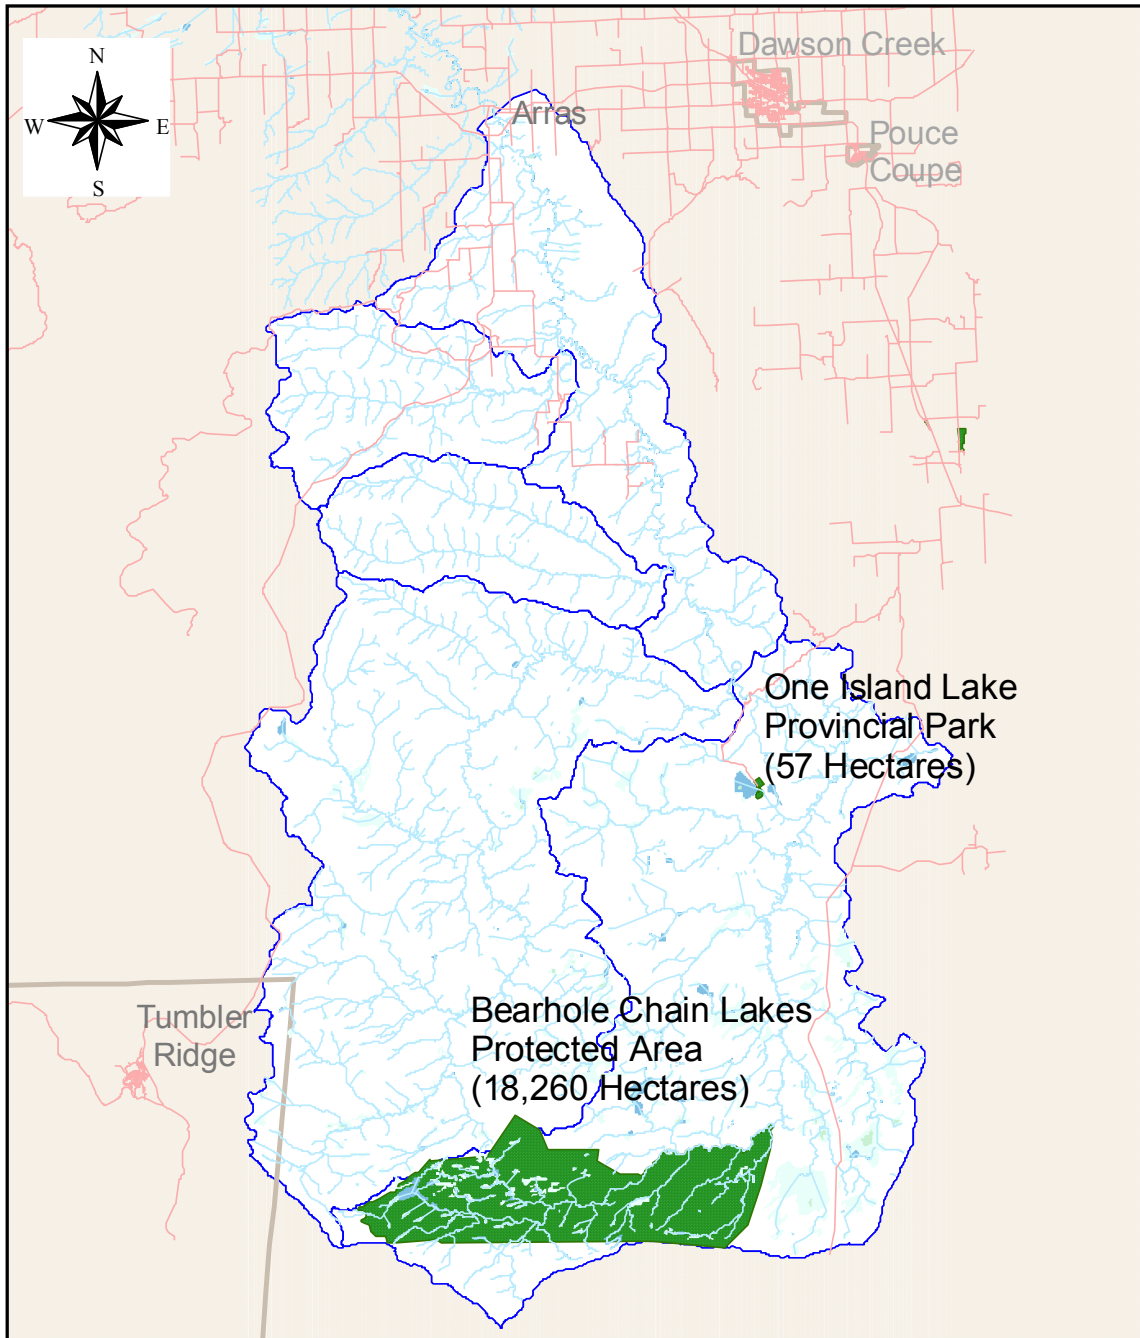 N
W
E
S
Dawson Creek
Arras
Pouce
Coupe
One Island Lake
Provincial Park
(57 Hectares)
Bearhole Chain Lakes
Protected Area
(18,260 Hectares)
Tumbler
Ridge